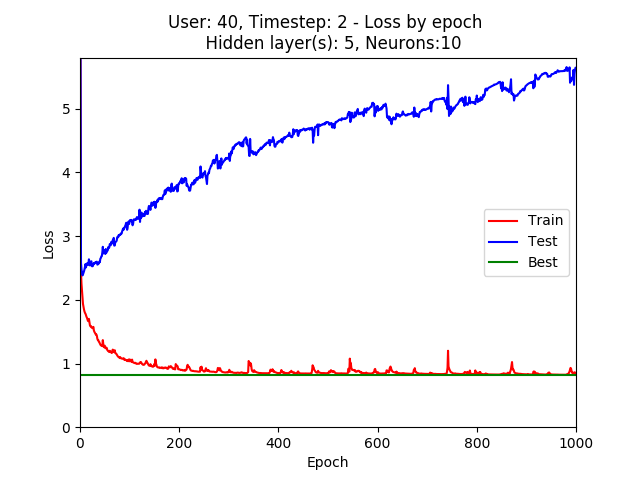 User: 40, Timestep: 2 - Loss by epoch
Hidden layer(s): 5, Neurons:10
5
4
3
2
1
0
Loss
Train
Test
Best
0 200 400 600 800 1000
Epoch